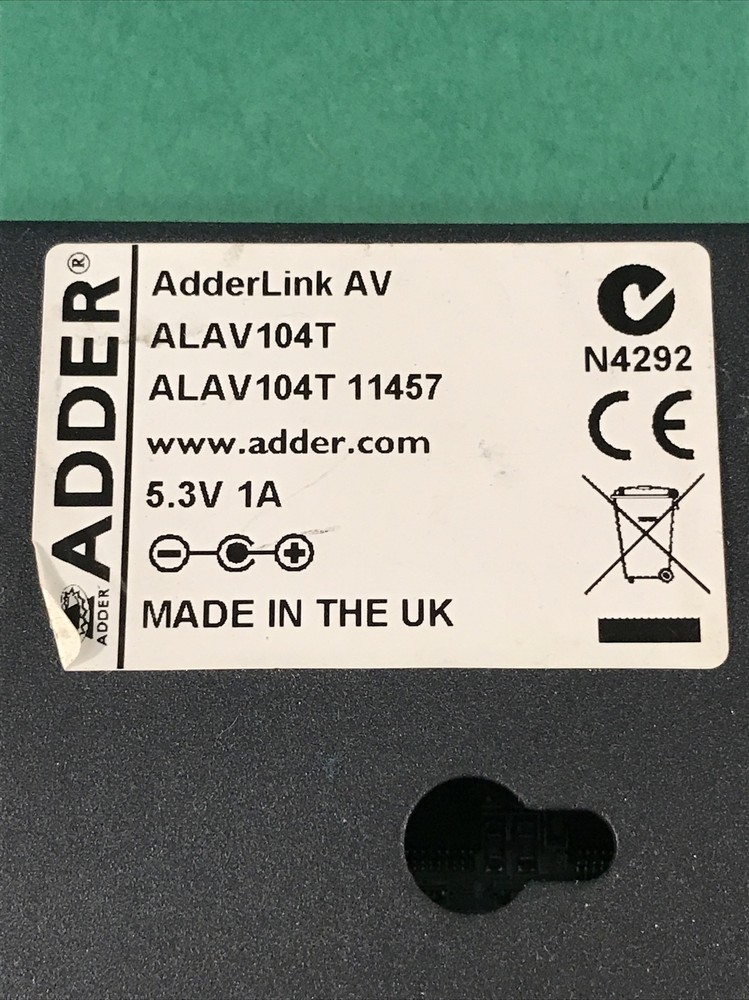 ADDER®
ADDER
AdderLink AV
ALAV104T
ALAV104T 11457
www.adder.com
5.3V 1A
MADE IN THE UK
N4292
CE